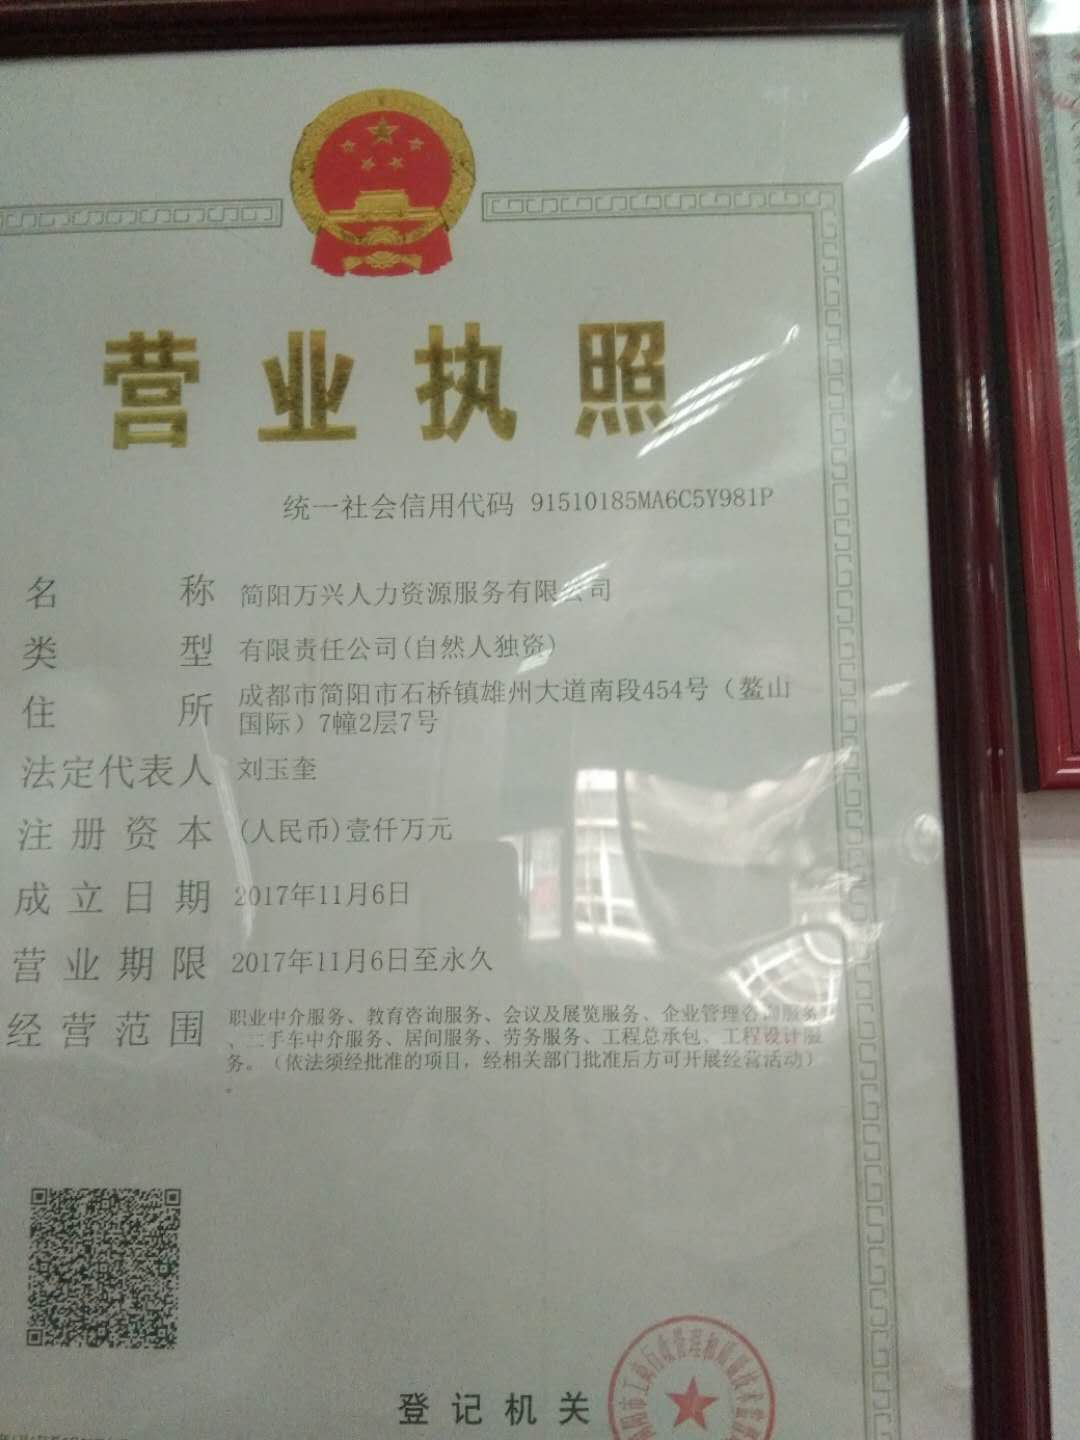 营业执照
统一社会信用代码 91510185MA6C5Y981P
名称 简阳万兴人力资源服务有限公司
类型 有限责任公司(自然人独资)
住所 成都市简阳市石桥镇雄州大道南段454号（鳌山
国际）7幢2层7号
法定代表人 刘玉奎
注册资本 (人民币)壹仟万元
成立日期 2017年11月6日
营业期限 2017年11月6日至永久
经营范围 职业中介服务、教育咨询服务、会议及展览服务、企业管理咨询服务
、二手车中介服务、居间服务、劳务服务、工程总承包、工程设计服
务。（依法须经批准的项目，经相关部门批准后方可开展经营活动）
。
登记机关